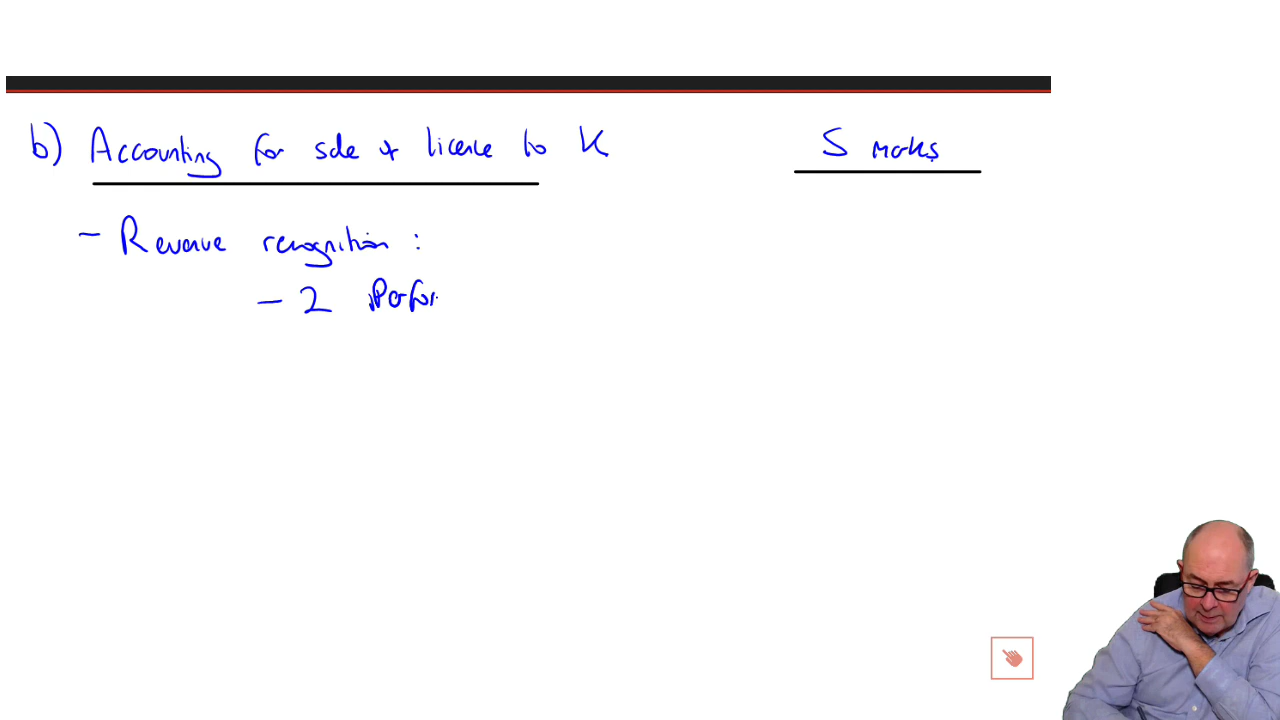 b) Accounting for sale + licence to K
5 marks
- Revenue recognition :
- 2 Perfor